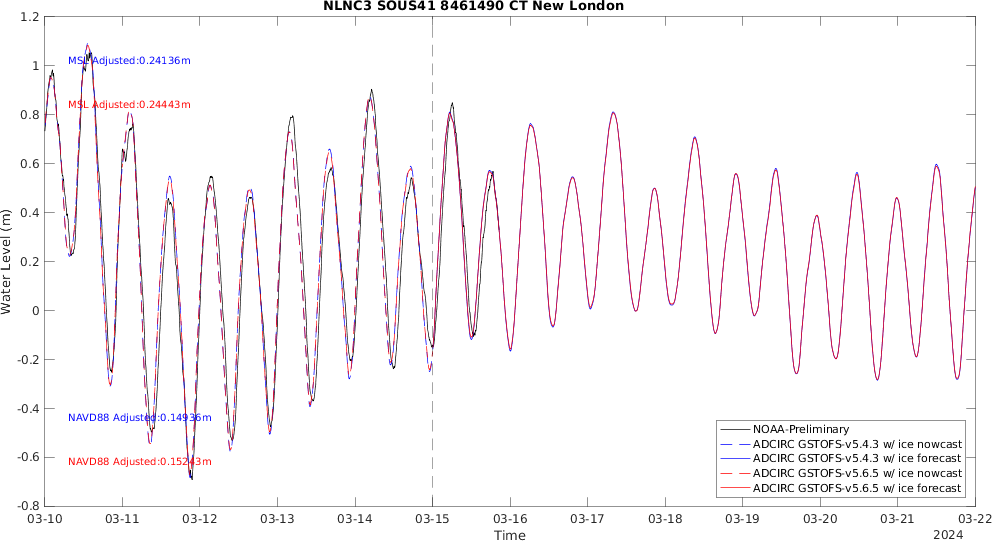 NLNC3 SOUS41 8461490 CT New London
1.2
1
0.8
0.6
0.4
0.2
0
-0.2
-0.4
-0.6
-0.8
Water Level (m)
MSL Adjusted:0.24136m
MSL Adjusted:0.24443m
NAVD88 Adjusted:0.14936m
NAVD88 Adjusted:0.15243m
NOAA-Preliminary
ADCIRC GSTOFS-v5.4.3 w/ ice nowcast
ADCIRC GSTOFS-v5.4.3 w/ ice forecast
ADCIRC GSTOFS-v5.6.5 w/ ice nowcast
ADCIRC GSTOFS-v5.6.5 w/ ice forecast
03-10 03-11 03-12 03-13 03-14 03-15 03-16 03-17 03-18 03-19 03-20 03-21 03-22
Time
2024